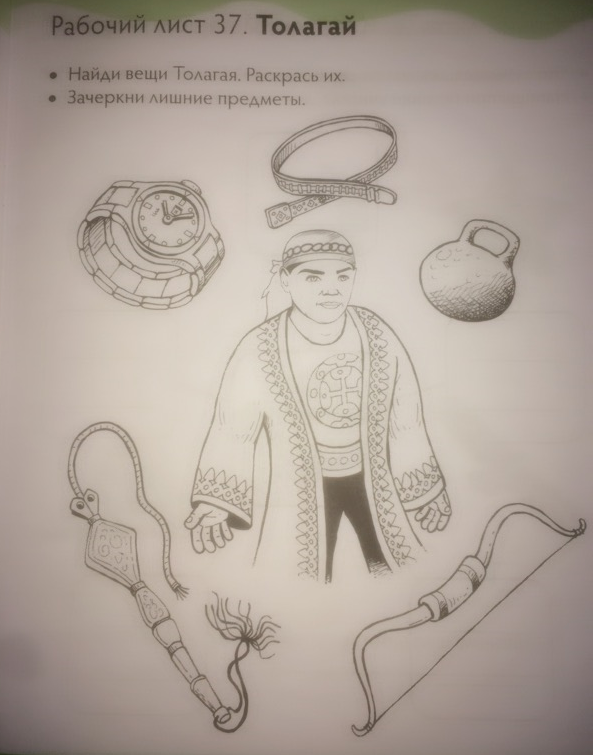 Рабочий лист 37. Толагай
• Найди вещи Толагая. Раскрась их.
• Зачеркни лишние предметы.